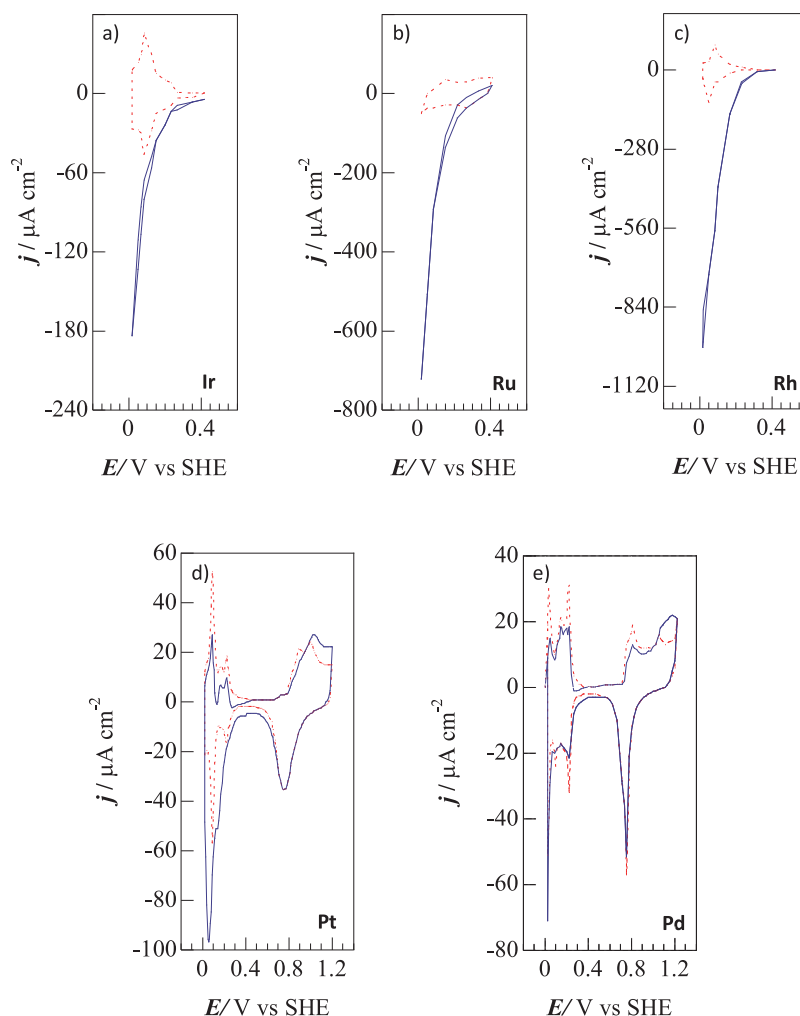 a)
0
-60
-120
-180
-240
j / μA cm-2
Ir
0 0.4
E/ V vs SHE
b)
0
-200
-400
-600
-800
j / μA cm-2
Ru
0 0.4
E/ V vs SHE
c)
0
-280
-560
-840
-1120
j / μA cm-2
Rh
0 0.4
E/ V vs SHE
d)
60
40
20
0
-20
-40
-60
-80
-100
j / μA cm-2
Pt
0 0.4 0.8 1.2
E/ V vs SHE
e)
40
20
0
-20
-40
-60
-80
j / μA cm-2
Pd
0 0.4 0.8 1.2
E/ V vs SHE